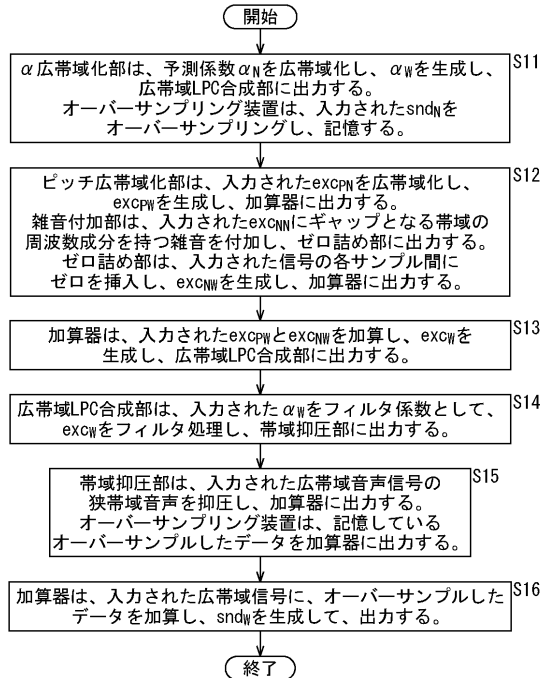 開始
S11
α広帯域化部は、予測係数αNを広帯域化し、αWを生成し、
広帯域LPC合成部に出力する。
オーバーサンプリング装置は、入力されたsndNを
オーバーサンプリングし、記憶する。
S12
ピッチ広帯域化部は、入力されたexcPNを広帯域化し、
excPWを生成し、加算器に出力する。
雑音付加部は、入力されたexcNNにギャップとなる帯域の
周波数成分を持つ雑音を付加し、ゼロ詰め部に出力する。
ゼロ詰め部は、入力された信号の各サンプル間に
ゼロを挿入し、excNWを生成し、加算器に出力する。
S13
加算器は、入力されたexcPWとexcNWを加算し、excWを
生成し、広帯域LPC合成部に出力する。
S14
広帯域LPC合成部は、入力されたαWをフィルタ係数として、
excWをフィルタ処理し、帯域抑圧部に出力する。
S15
帯域抑圧部は、入力された広帯域音声信号の
狭帯域音声を抑圧し、加算器に出力する。
オーバーサンプリング装置は、記憶している
オーバーサンプルしたデータを加算器に出力する。
S16
加算器は、入力された広帯域信号に、オーバーサンプルした
データを加算し、sndWを生成して、出力する。
終了